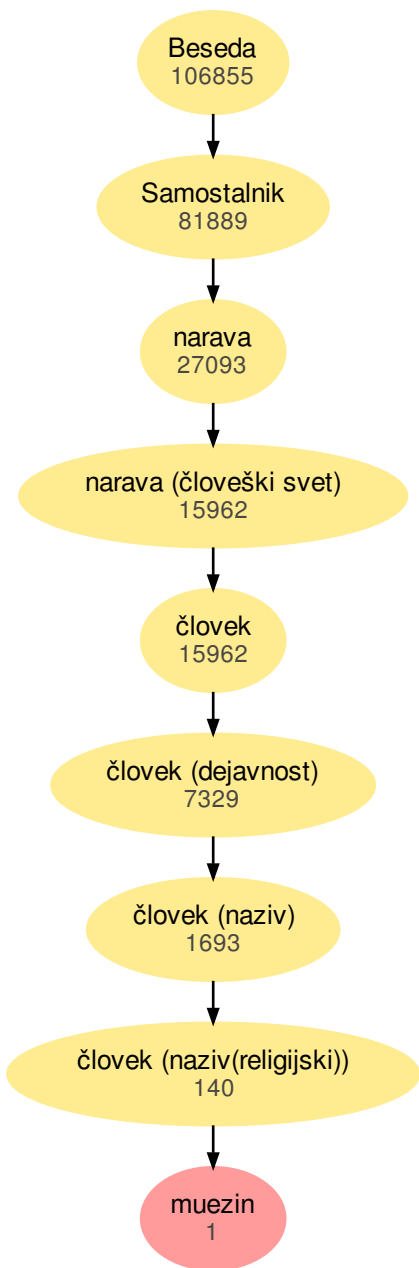 Beseda
106855
Samostalnik
81889
narava
27093
narava (človeški svet)
15962
človek
15962
človek (dejavnost)
7329
človek (naziv)
1693
človek (naziv(religijski))
140
muezin
1